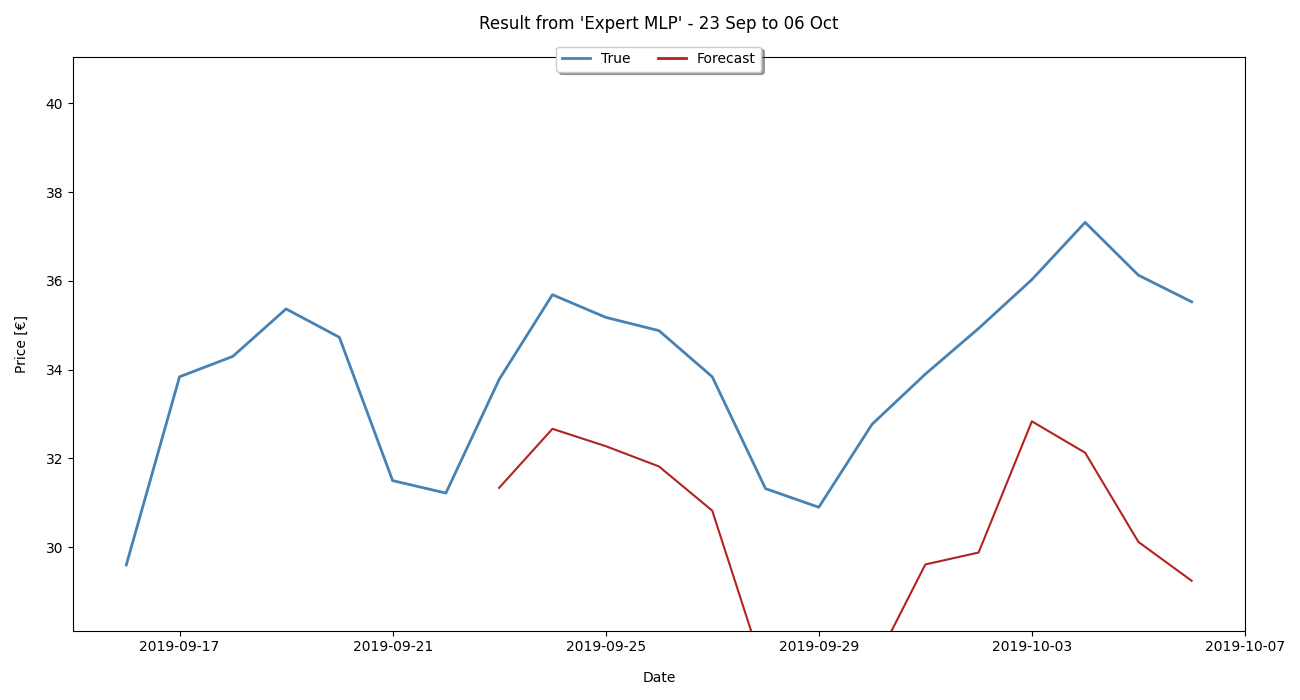 Result from 'Expert MLP' - 23 Sep to 06 Oct
True Forecast
40
38
36
34
32
30
Price [€]
2019-09-17 2019-09-21 2019-09-25 2019-09-29 2019-10-03 2019-10-07
Date